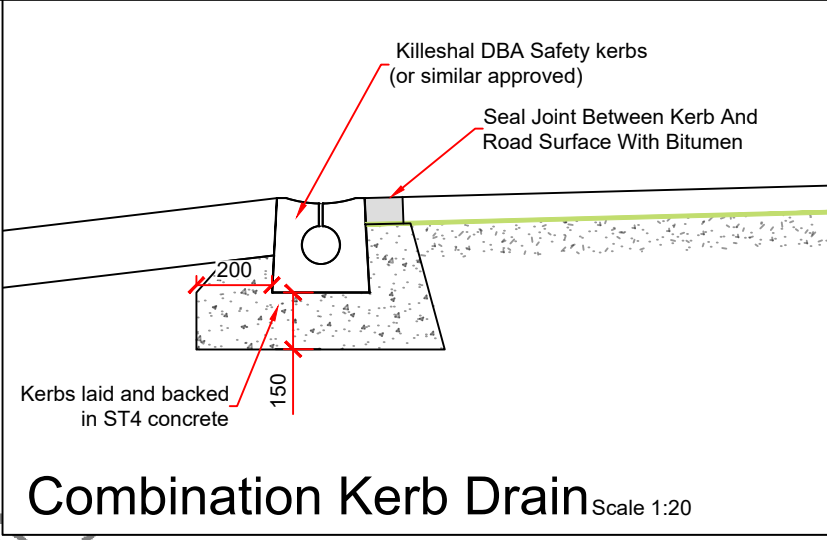 Killeshal DBA Safety kerbs
(or similar approved)
Seal Joint Between Kerb And
Road Surface With Bitumen
200
150
Kerbs laid and backed
in ST4 concrete
Combination Kerb Drain Scale 1:20